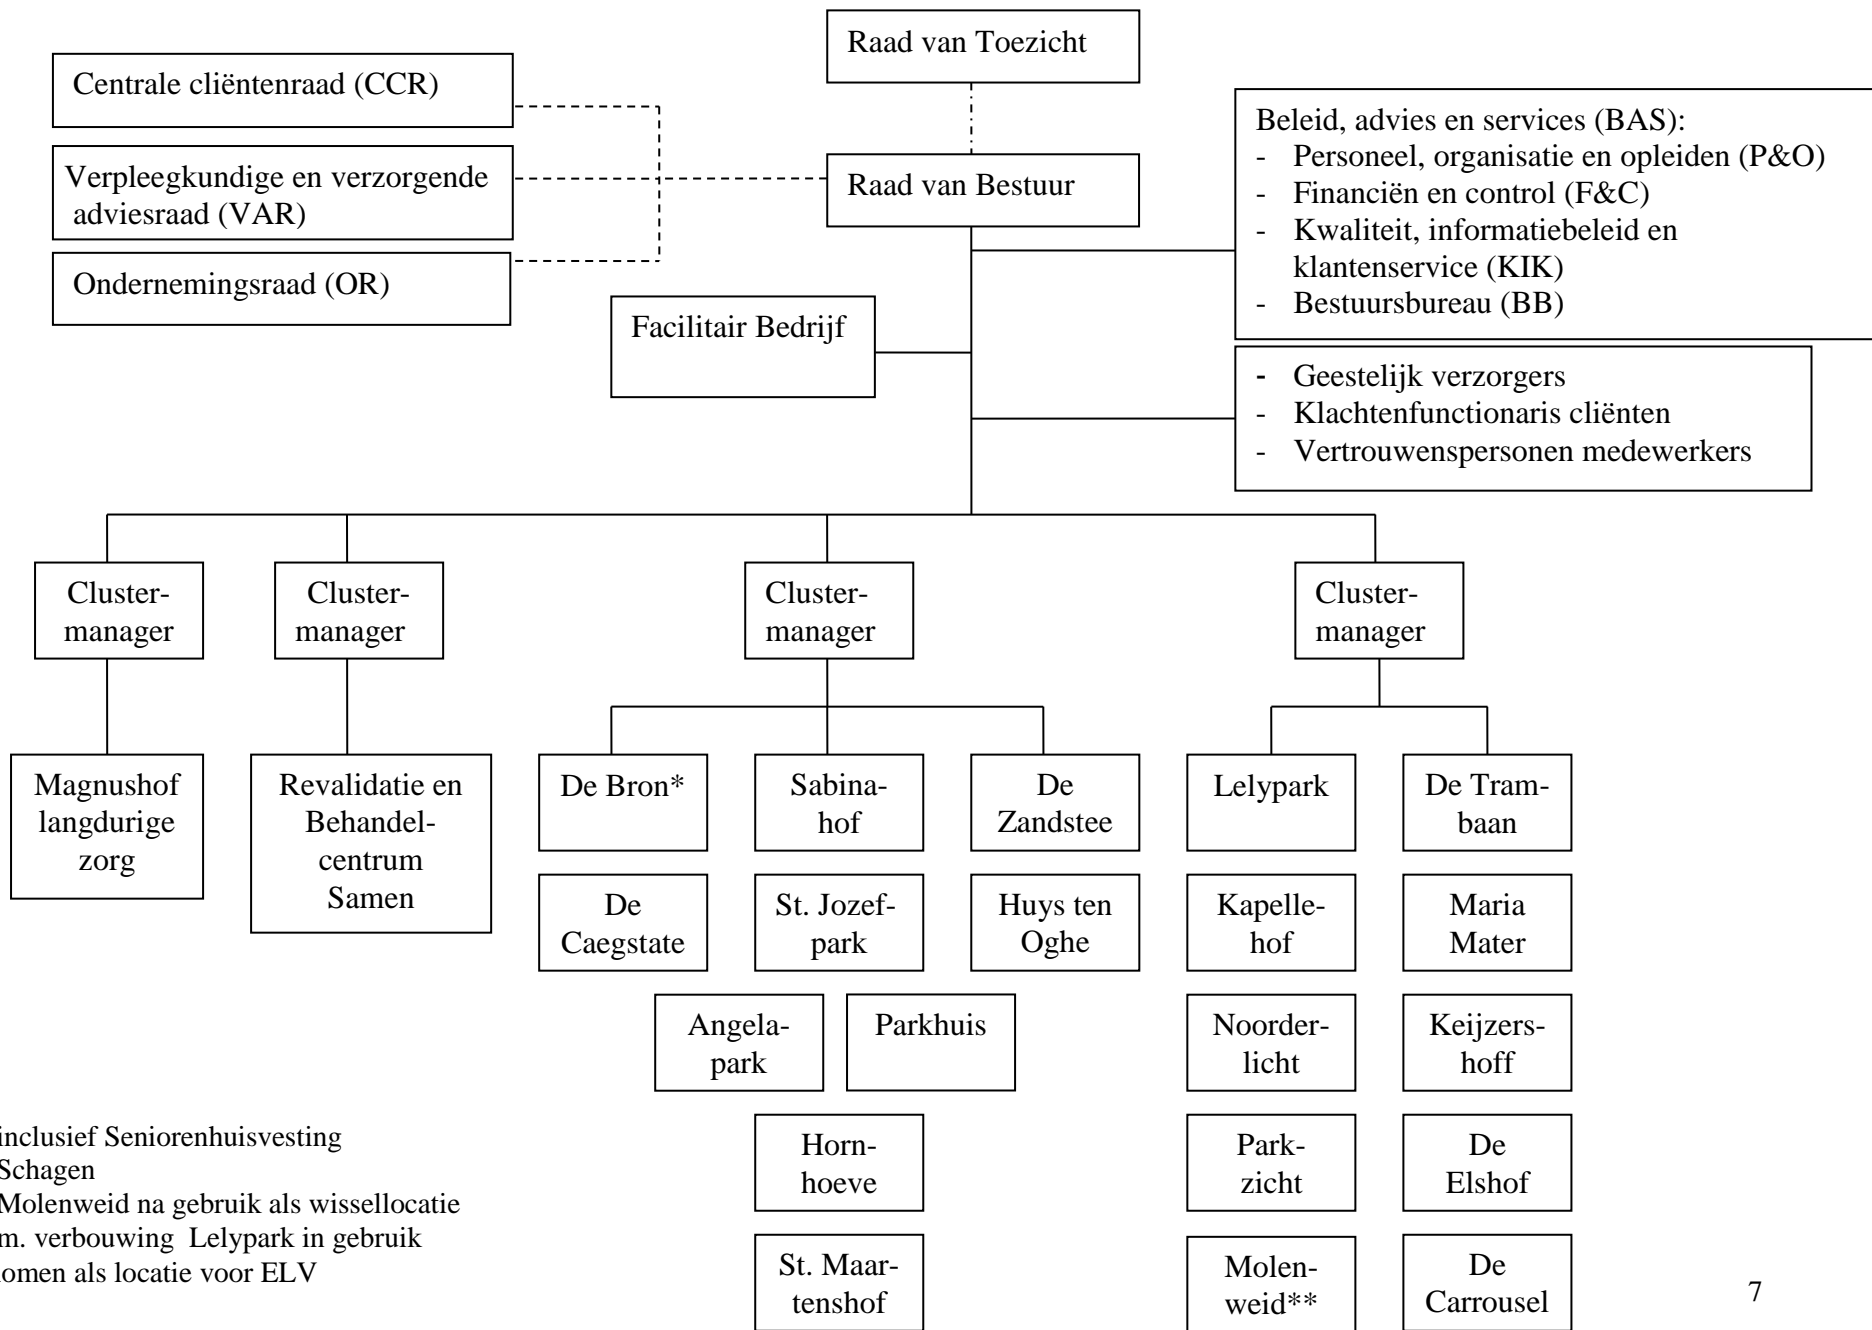 Raad van Toezicht
Centrale cliëntenraad (CCR)
Verpleegkundige en verzorgende
adviesraad (VAR)
Ondernemingsraad (OR)
Raad van Bestuur
Beleid, advies en services (BAS):
- Personeel, organisatie en opleiden (P&O)
- Financiën en control (F&C)
- Kwaliteit, informatiebeleid en
klantenservice (KIK)
- Bestuursbureau (BB)
Facilitair Bedrijf
- Geestelijk verzorgers
- Klachtenfunctionaris cliënten
- Vertrouwenspersonen medewerkers
Cluster-
manager
Cluster-
manager
Cluster-
manager
Cluster-
manager
Magnushof
langdurige
zorg
Revalidatie en
Behandel-
centrum
Samen
De Bron*
Sabina-
hof
De
Zandstee
Lelypark
De Tram-
baan
De
Caegstate
St. Jozef-
park
Huys ten
Oghe
Kapelle-
hof
Maria
Mater
Angela-
park
Parkhuis
Noorder-
licht
Keijzers-
hoff
Horn-
hoeve
Park-
zicht
De
Elshof
St. Maar-
tenshof
Molen-
weid**
De
Carrousel
inclusief Seniorenhuisvesting
Schagen
Molenweid na gebruik als wissellocatie
m. verbouwing Lelypark in gebruik
omen als locatie voor ELV
7